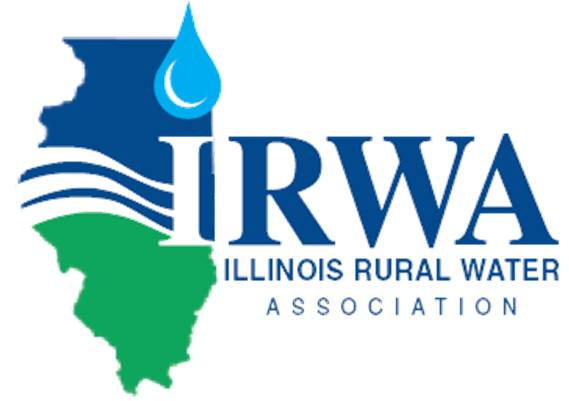 IRWA
ILLINOIS RURAL WATER
ASSOCIATION